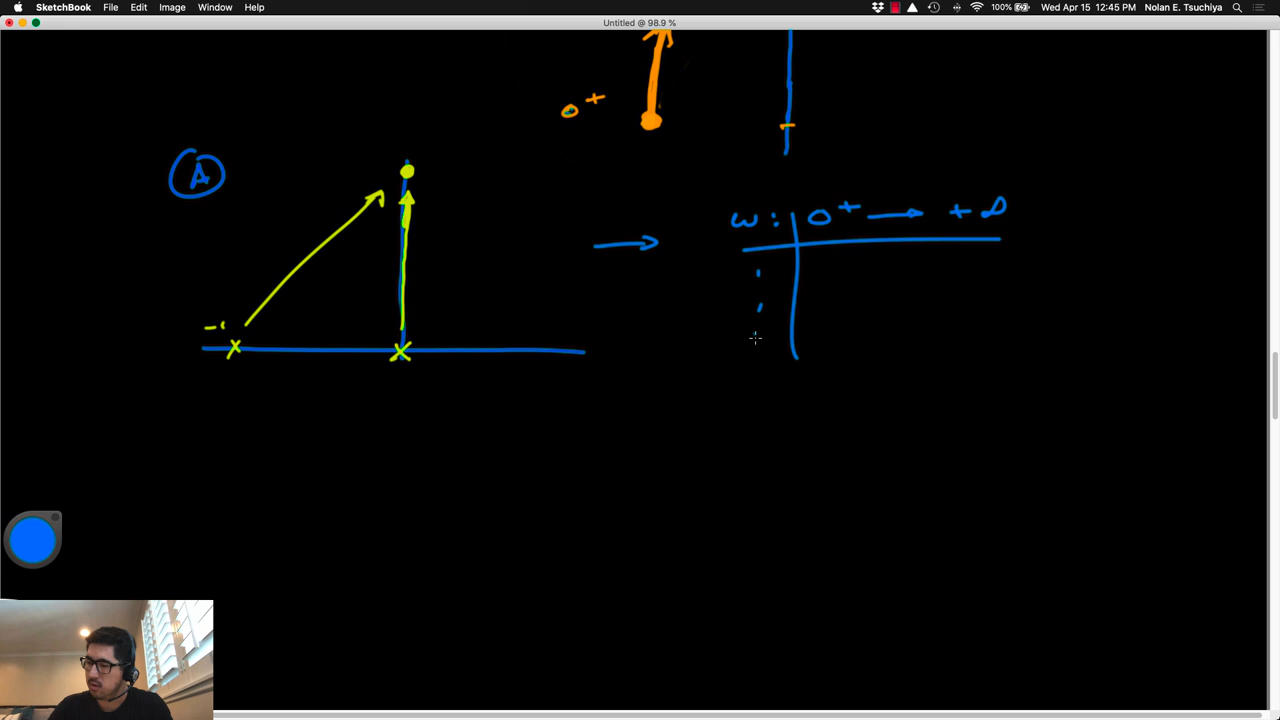 SketchBook File Edit Image Window Help 100% Wed Apr 15 12:45 PM Nolan E. Tsuchiya
Untitled @ 98.9 %
0+
A
ω: 0+ → +∞
→
-1